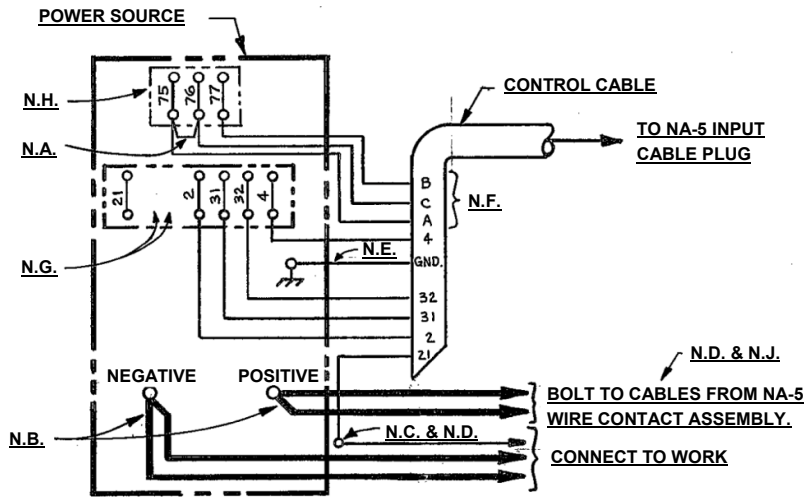 POWER SOURCE
N.H.
75 76 77
CONTROL CABLE
N.A.
TO NA-5 INPUT
CABLE PLUG
21 2 31 32 4
B
C
A
N.F.
4
N.G.
N.E.
GND.
32
31
2
21
N.D. & N.J.
NEGATIVE POSITIVE
BOLT TO CABLES FROM NA-5
WIRE CONTACT ASSEMBLY.
N.B.
N.C. & N.D.
CONNECT TO WORK